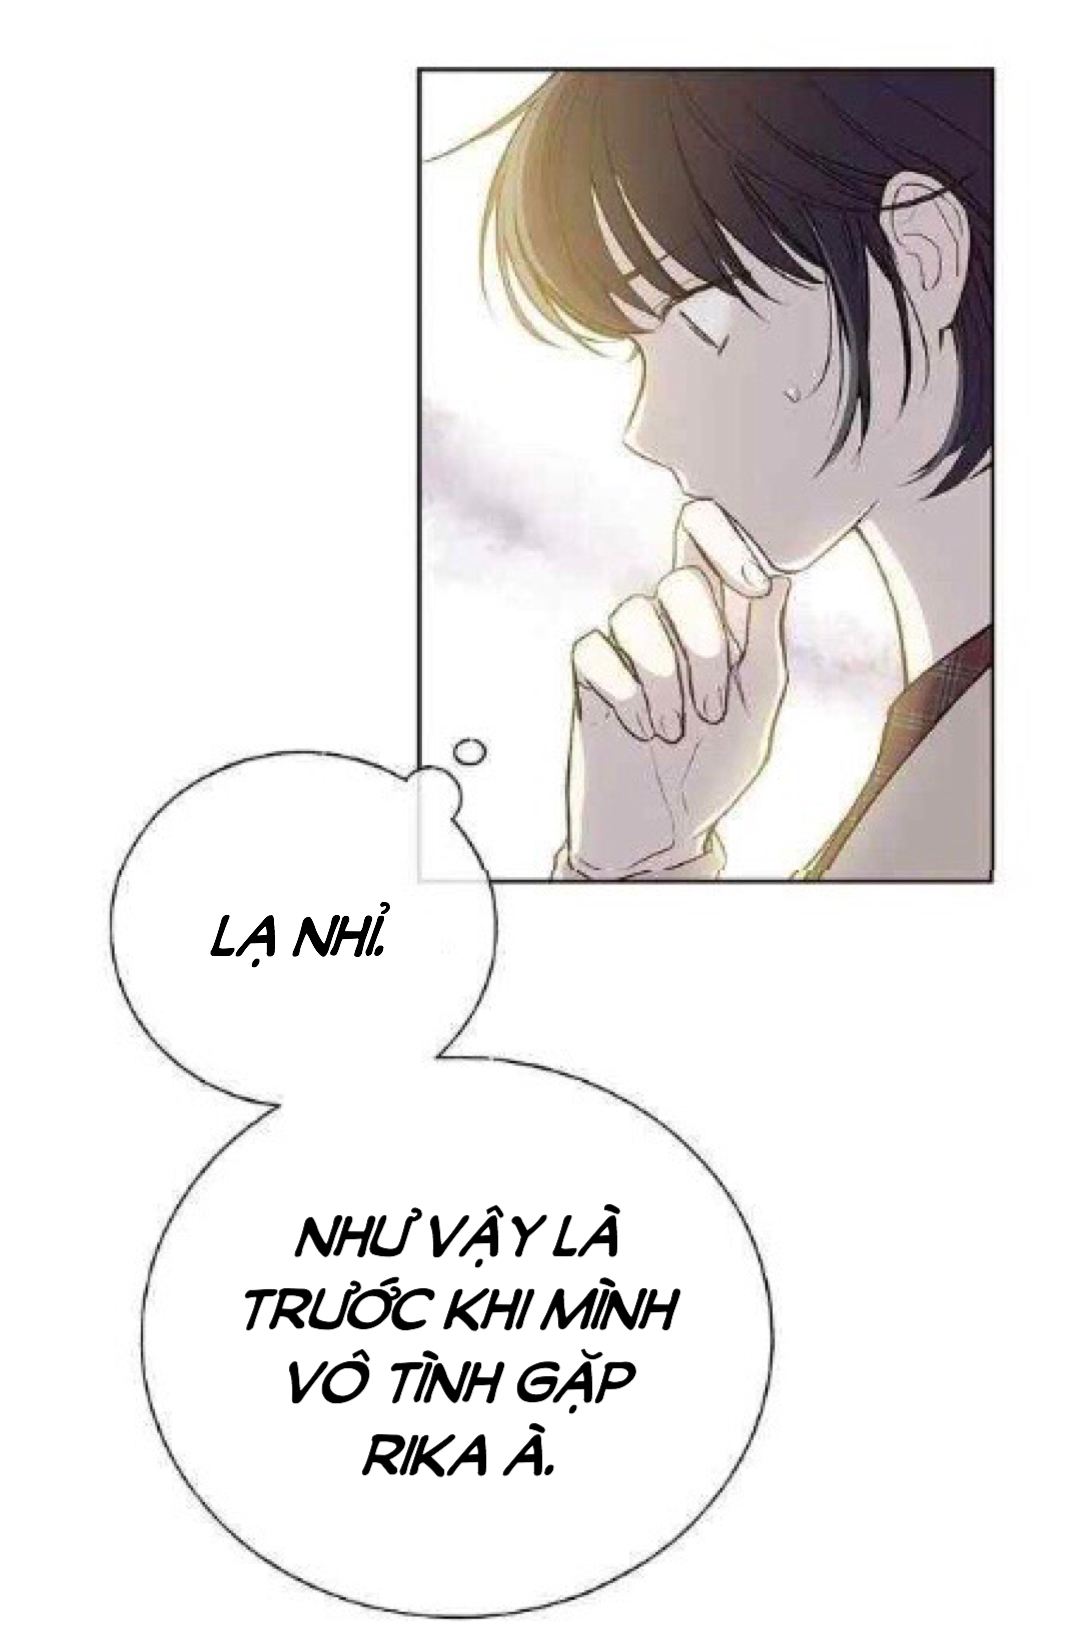 LẠ NHỈ.
NHƯ VẬY LÀ
TRƯỚC KHI MÌNH
VÔ TÌNH GẶP
RIKA À.